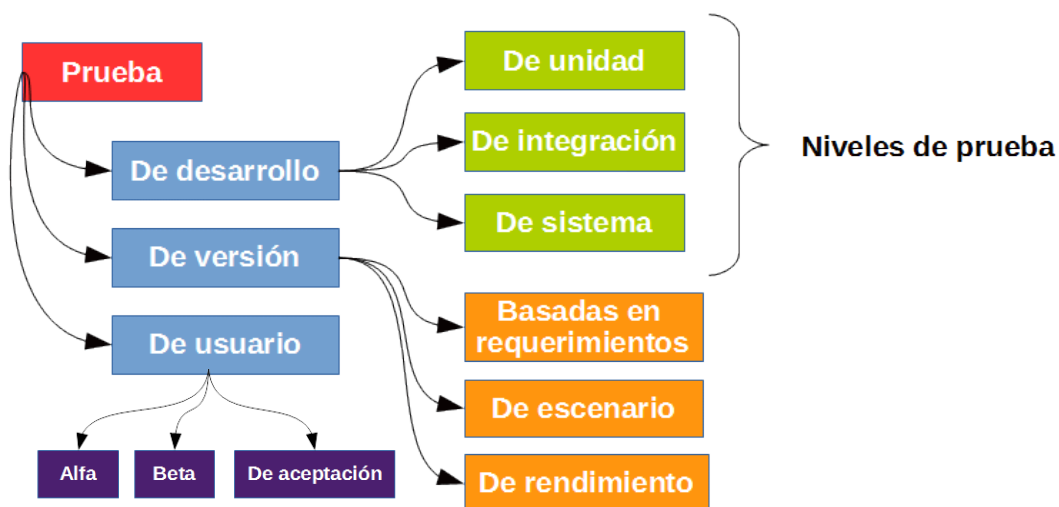 Prueba
De desarrollo
De versión
De usuario
Alfa
Beta
De aceptación
De unidad
De integración
De sistema
Niveles de prueba
Basadas en
requerimientos
De escenario
De rendimiento